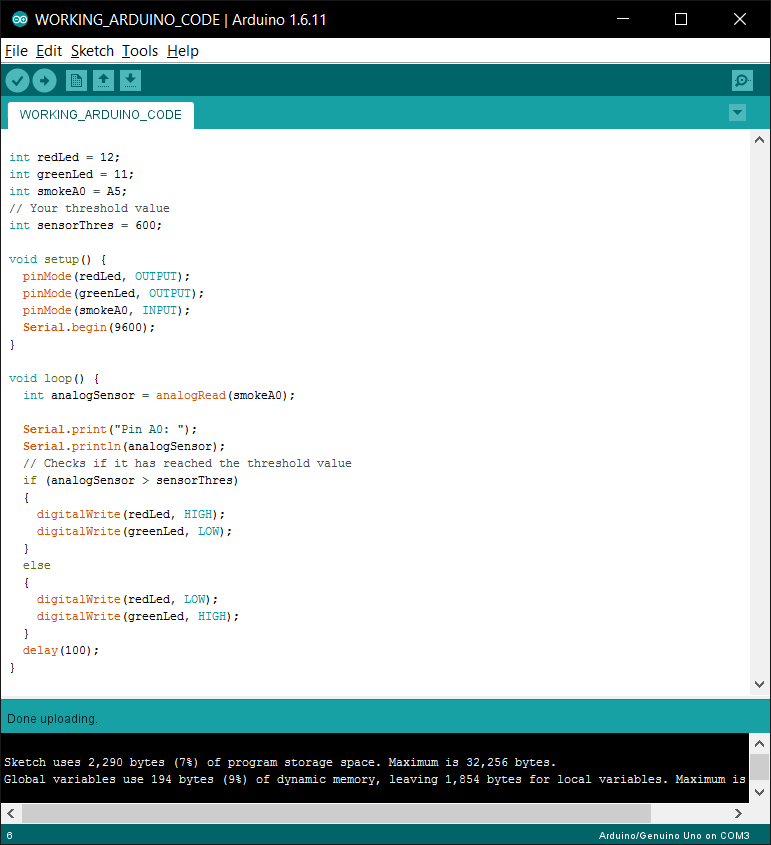 WORKING_ARDUINO_CODE | Arduino 1.6.11
File Edit Sketch Tools Help
WORKING_ARDUINO_CODE
int redLed = 12;
int greenLed = 11;
int smokeA0 = A5;
// Your threshold value
int sensorThres = 600;
void setup() {
  pinMode(redLed, OUTPUT);
  pinMode(greenLed, OUTPUT);
  pinMode(smokeA0, INPUT);
  Serial.begin(9600);
}
void loop() {
  int analogSensor = analogRead(smokeA0);
  Serial.print("Pin A0: ");
  Serial.println(analogSensor);
  // Checks if it has reached the threshold value
  if (analogSensor > sensorThres)
  {
    digitalWrite(redLed, HIGH);
    digitalWrite(greenLed, LOW);
  }
  else
  {
    digitalWrite(redLed, LOW);
    digitalWrite(greenLed, HIGH);
  }
  delay(100);
}
Done uploading.
Sketch uses 2,290 bytes (7%) of program storage space. Maximum is 32,256 bytes.
Global variables use 194 bytes (9%) of dynamic memory, leaving 1,854 bytes for local variables. Maximum is
6 Arduino/Genuino Uno on COM3